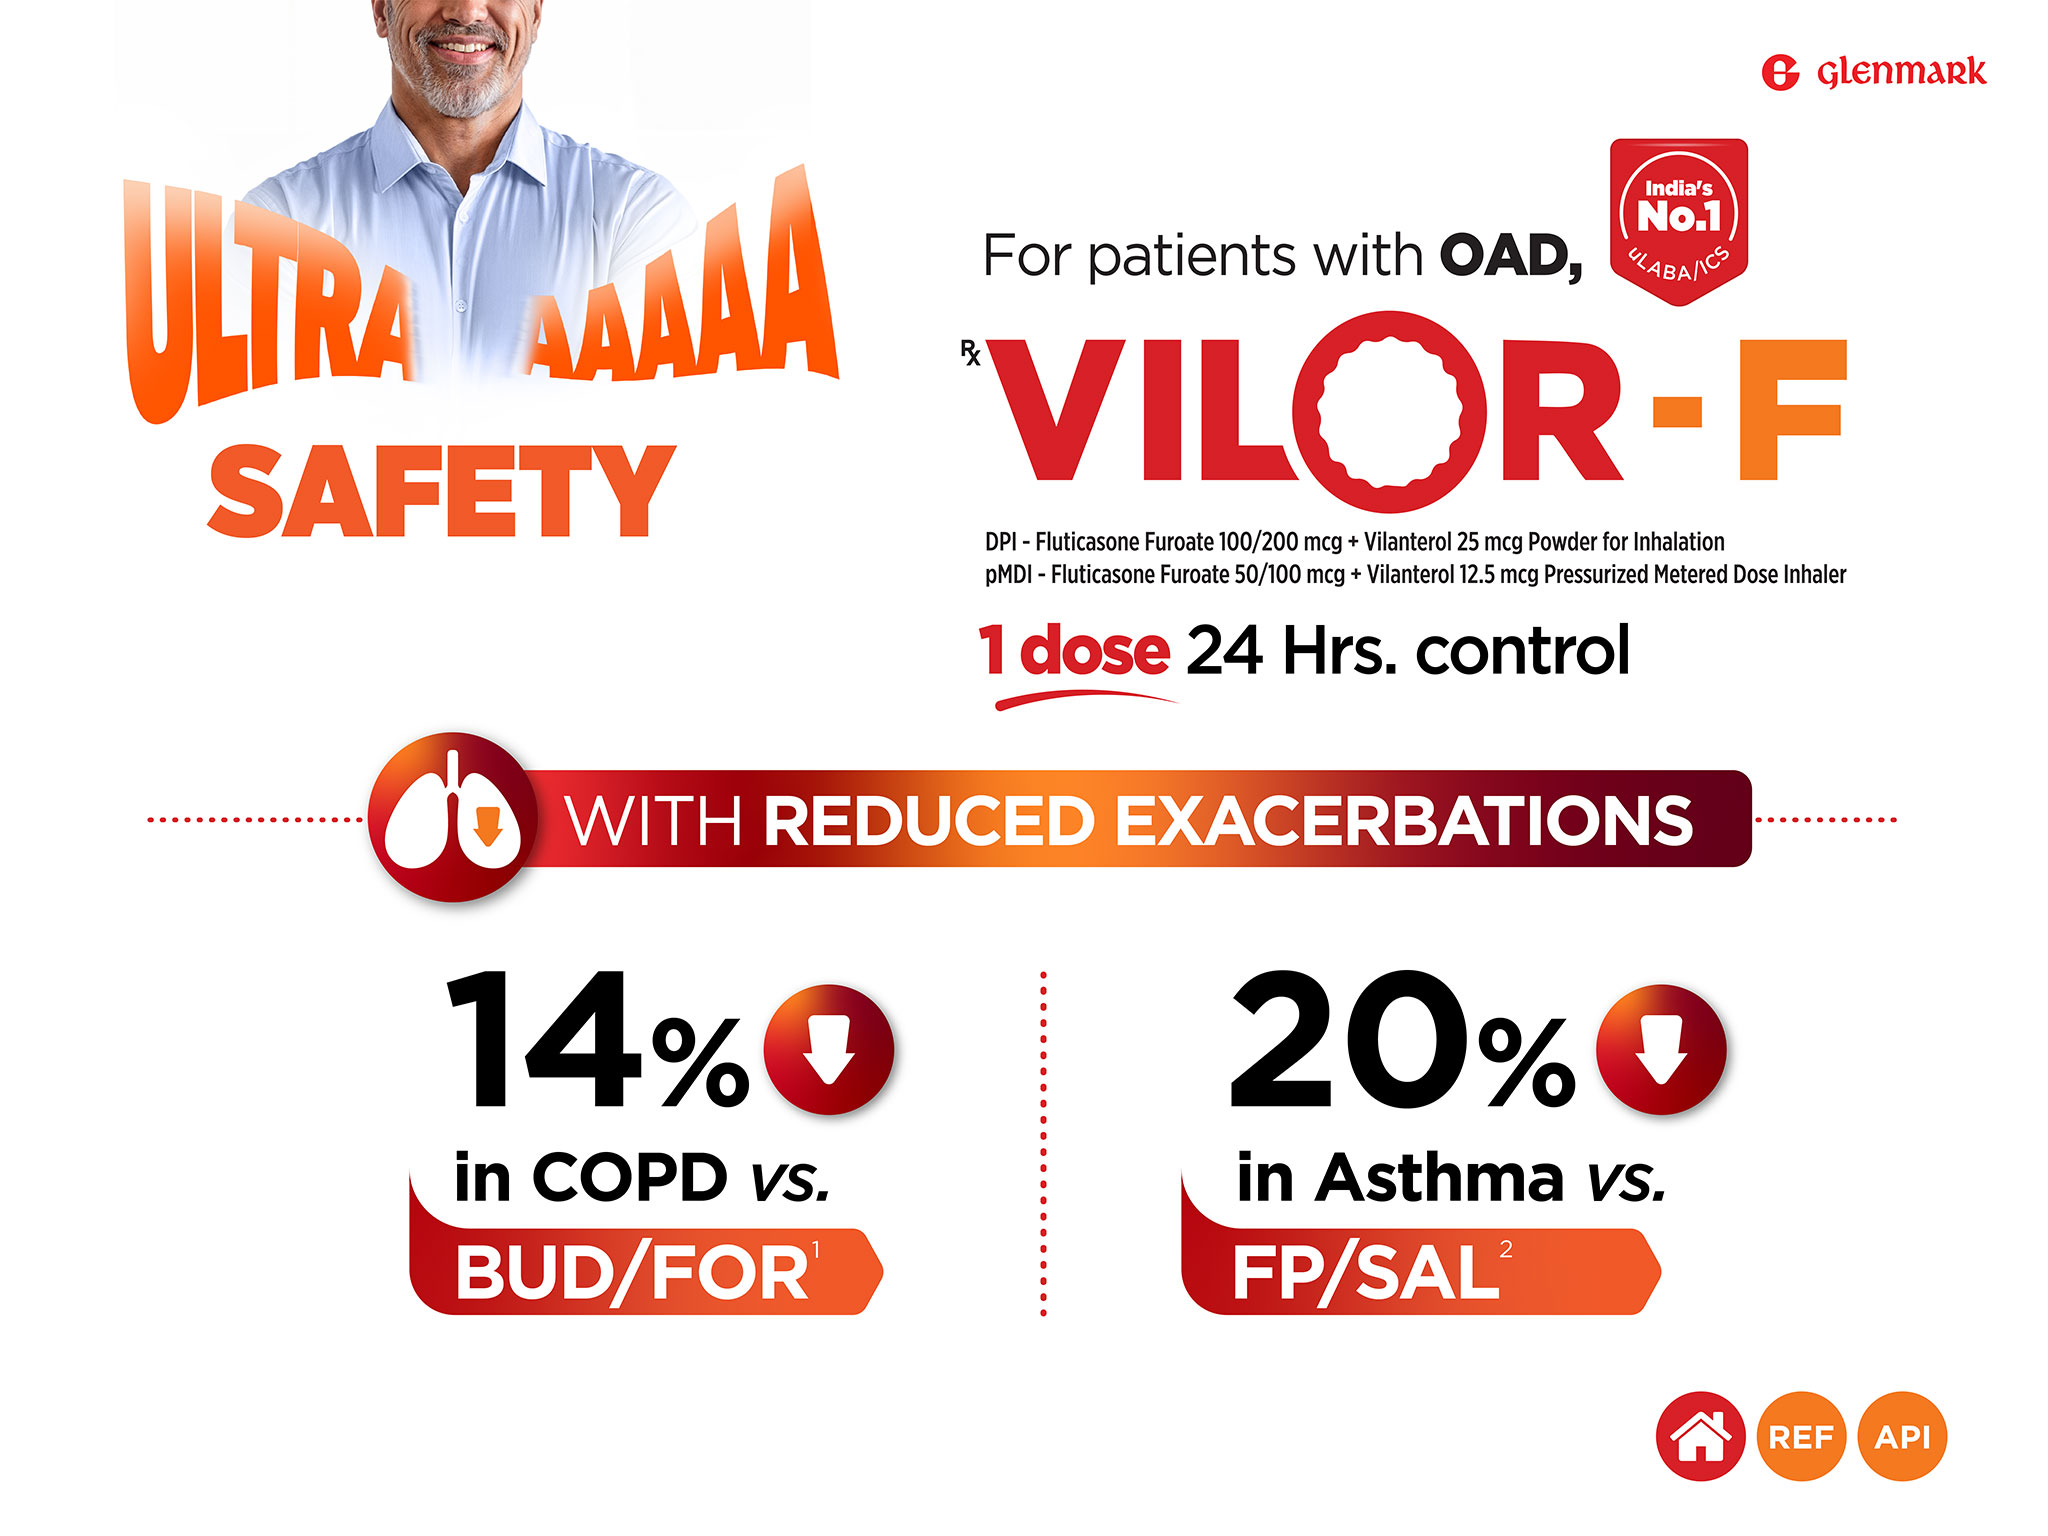 glenmark
ULTRA AAAAAA
SAFETY
India's
No.1
uLABA/ICS
For patients with OAD,
Rx VILOR-F
DPI - Fluticasone Furoate 100/200 mcg + Vilanterol 25 mcg Powder for Inhalation
pMDI - Fluticasone Furoate 50/100 mcg + Vilanterol 12.5 mcg Pressurized Metered Dose Inhaler
1 dose 24 Hrs. control
WITH REDUCED EXACERBATIONS
14%
in COPD vs.
BUD/FOR¹
20%
in Asthma vs.
FP/SAL²
REF
API